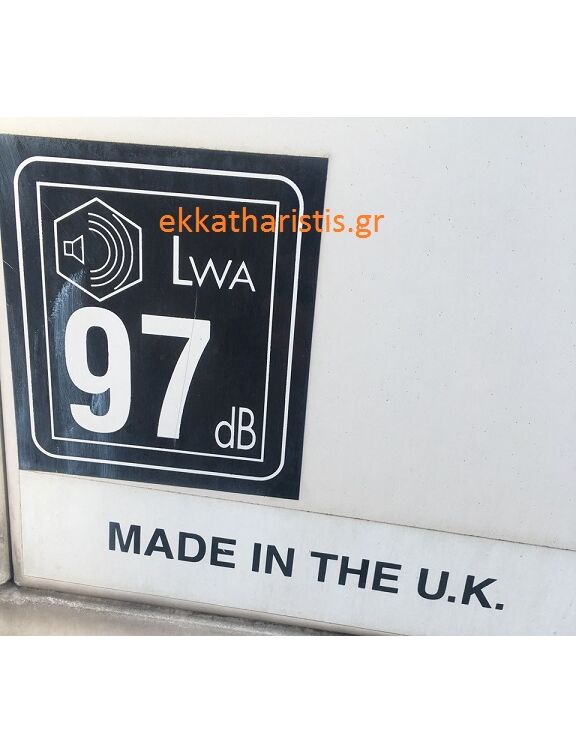 ekkatharistis.gr
LWA
97
dB
MADE IN THE U.K.